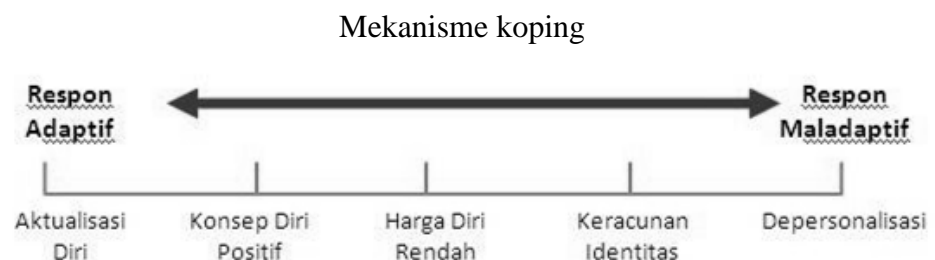 Mekanisme koping
Respon
Adaptif
Respon
Maladaptif
Aktualisasi
Diri
Konsep Diri
Positif
Harga Diri
Rendah
Keracunan
Identitas
Depersonalisasi